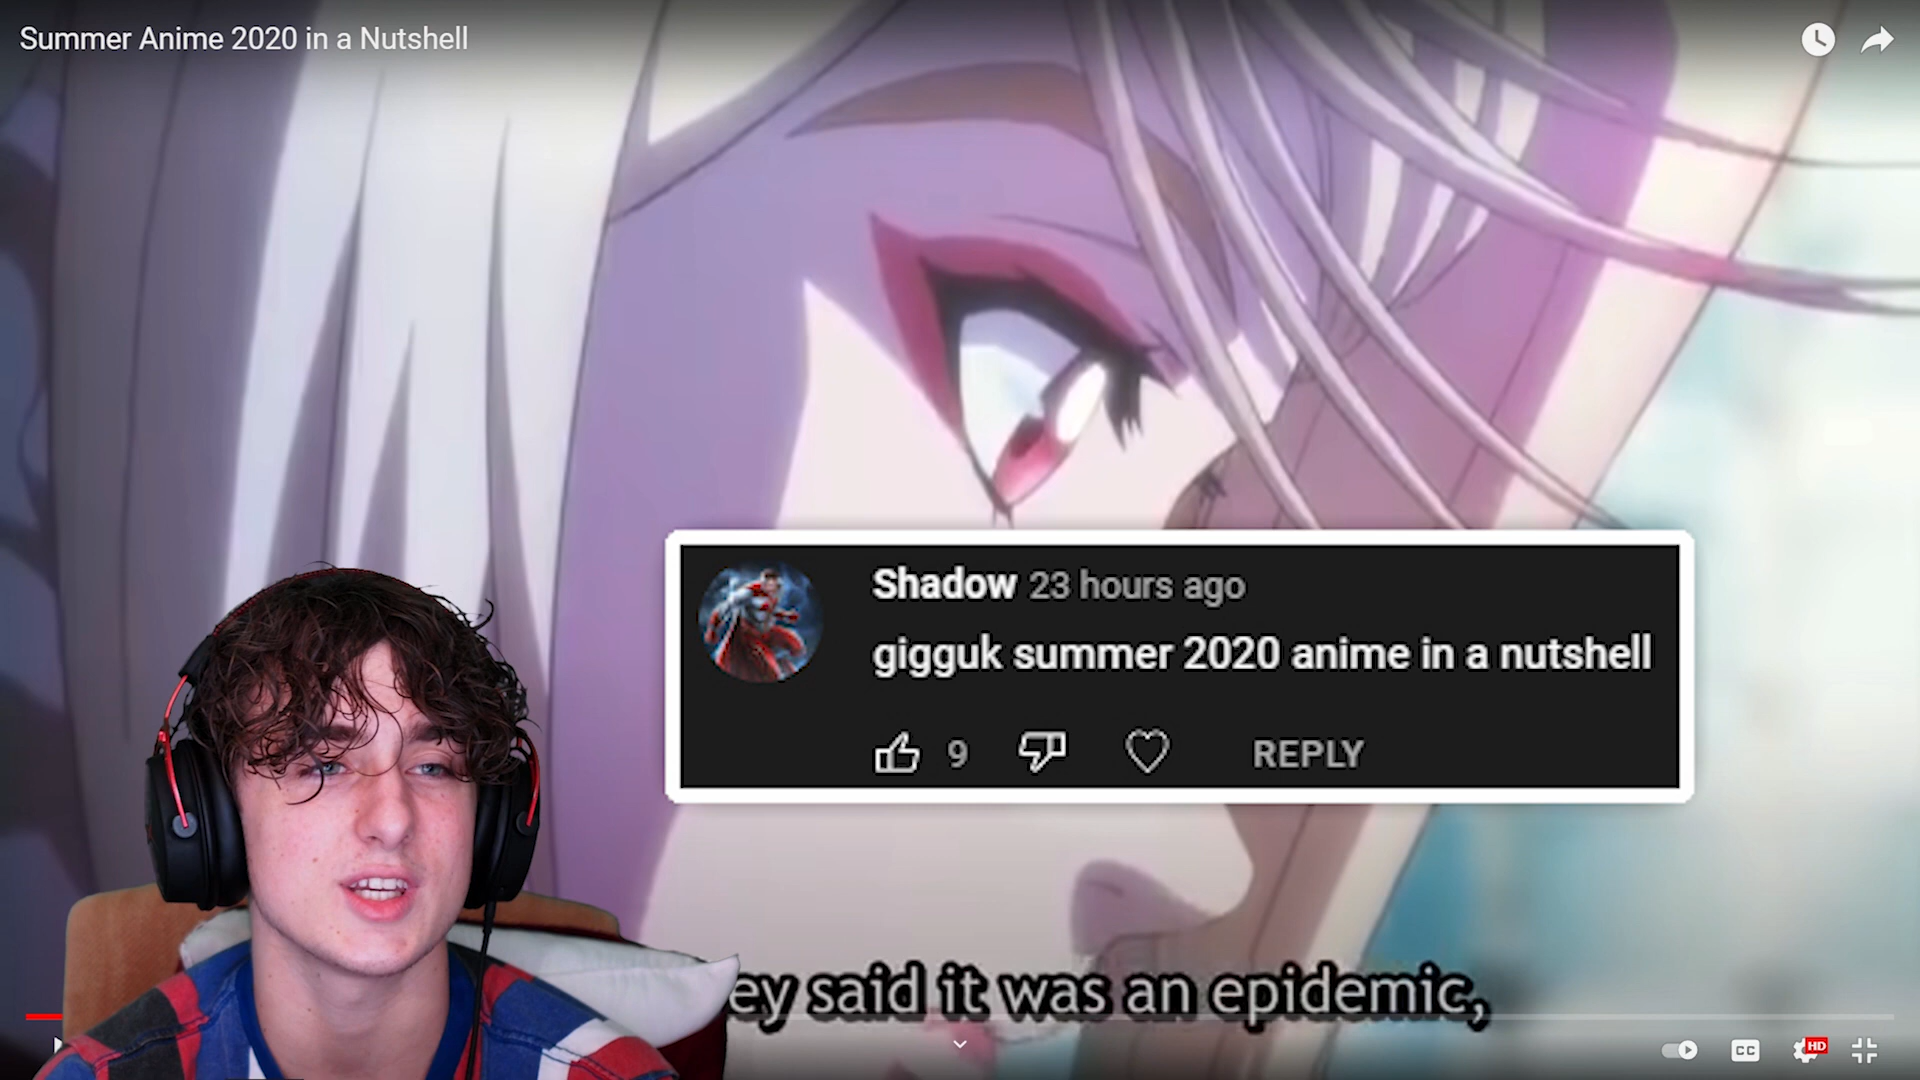 Summer Anime 2020 in a Nutshell
Shadow 23 hours ago
gigguk summer 2020 anime in a nutshell
9 REPLY
ey said it was an epidemic,
CC HD